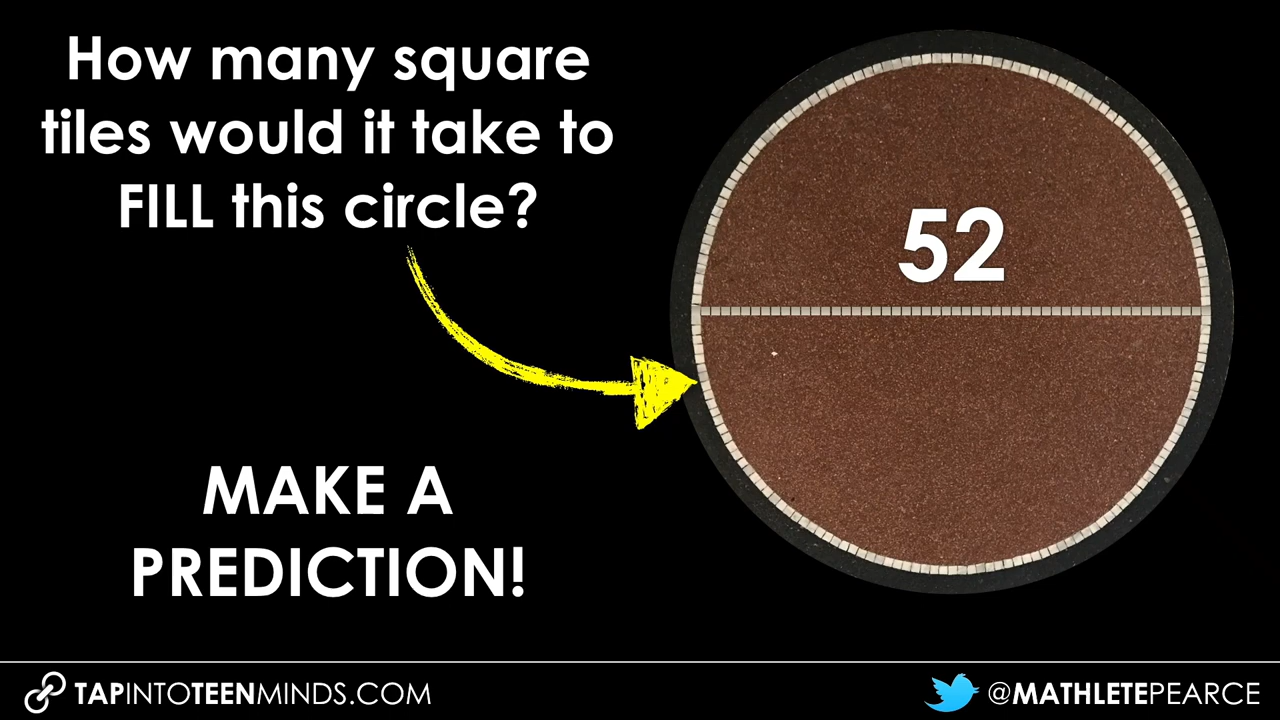 How many square
tiles would it take to
FILL this circle?
52
MAKE A
PREDICTION!
TAPINTOTEENMINDS.COM
@MATHLETEPEARCE